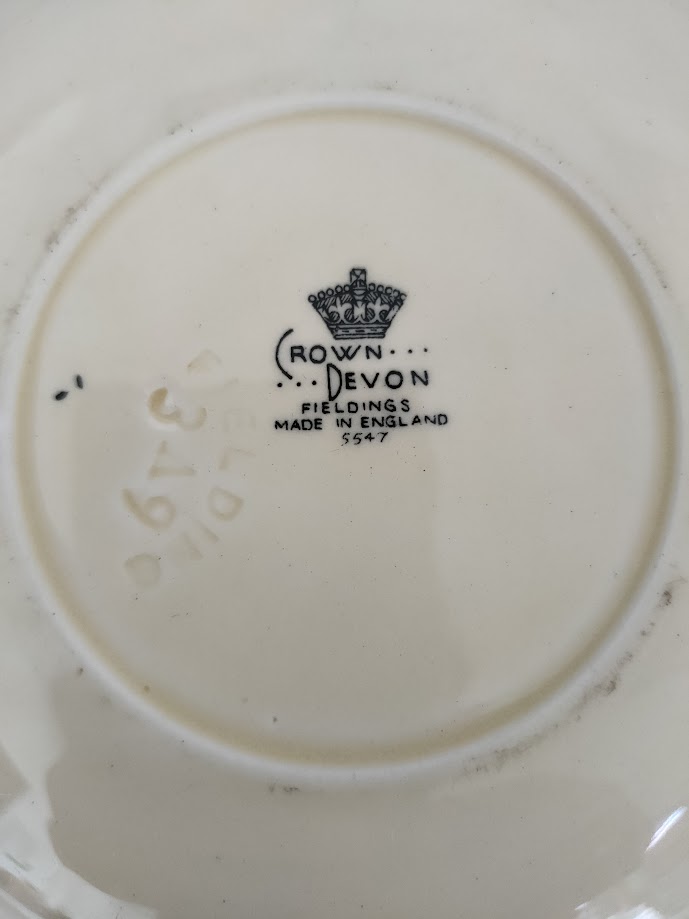 CROWN...
...DEVON
FIELDINGS
MADE IN ENGLAND
5547